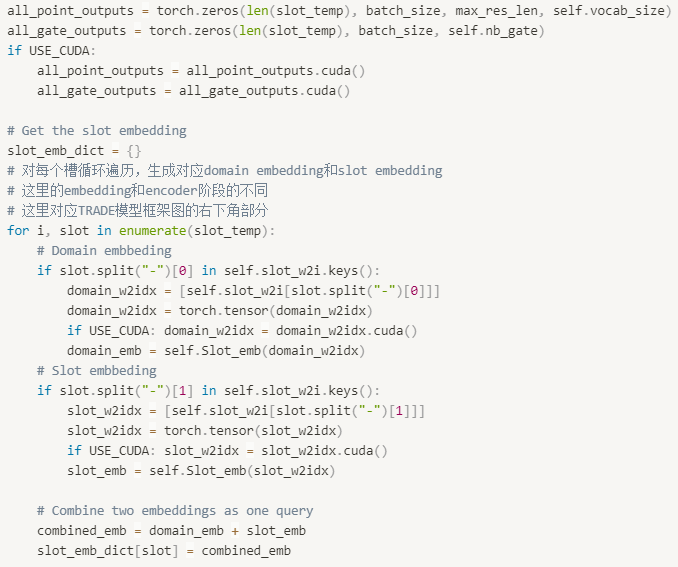 all_point_outputs = torch.zeros(len(slot_temp), batch_size, max_res_len, self.vocab_size)
all_gate_outputs = torch.zeros(len(slot_temp), batch_size, self.nb_gate)
if USE_CUDA:
    all_point_outputs = all_point_outputs.cuda()
    all_gate_outputs = all_gate_outputs.cuda()

# Get the slot embedding
slot_emb_dict = {}
# 对每个槽循环遍历，生成对应domain embedding和slot embedding
# 这里的embedding和encoder阶段的不同
# 这里对应TRADE模型框架图的右下角部分
for i, slot in enumerate(slot_temp):
    # Domain embbeding
    if slot.split("-")[0] in self.slot_w2i.keys():
        domain_w2idx = [self.slot_w2i[slot.split("-")[0]]]
        domain_w2idx = torch.tensor(domain_w2idx)
        if USE_CUDA: domain_w2idx = domain_w2idx.cuda()
        domain_emb = self.Slot_emb(domain_w2idx)
    # Slot embbeding
    if slot.split("-")[1] in self.slot_w2i.keys():
        slot_w2idx = [self.slot_w2i[slot.split("-")[1]]]
        slot_w2idx = torch.tensor(slot_w2idx)
        if USE_CUDA: slot_w2idx = slot_w2idx.cuda()
        slot_emb = self.Slot_emb(slot_w2idx)

    # Combine two embeddings as one query
    combined_emb = domain_emb + slot_emb
    slot_emb_dict[slot] = combined_emb